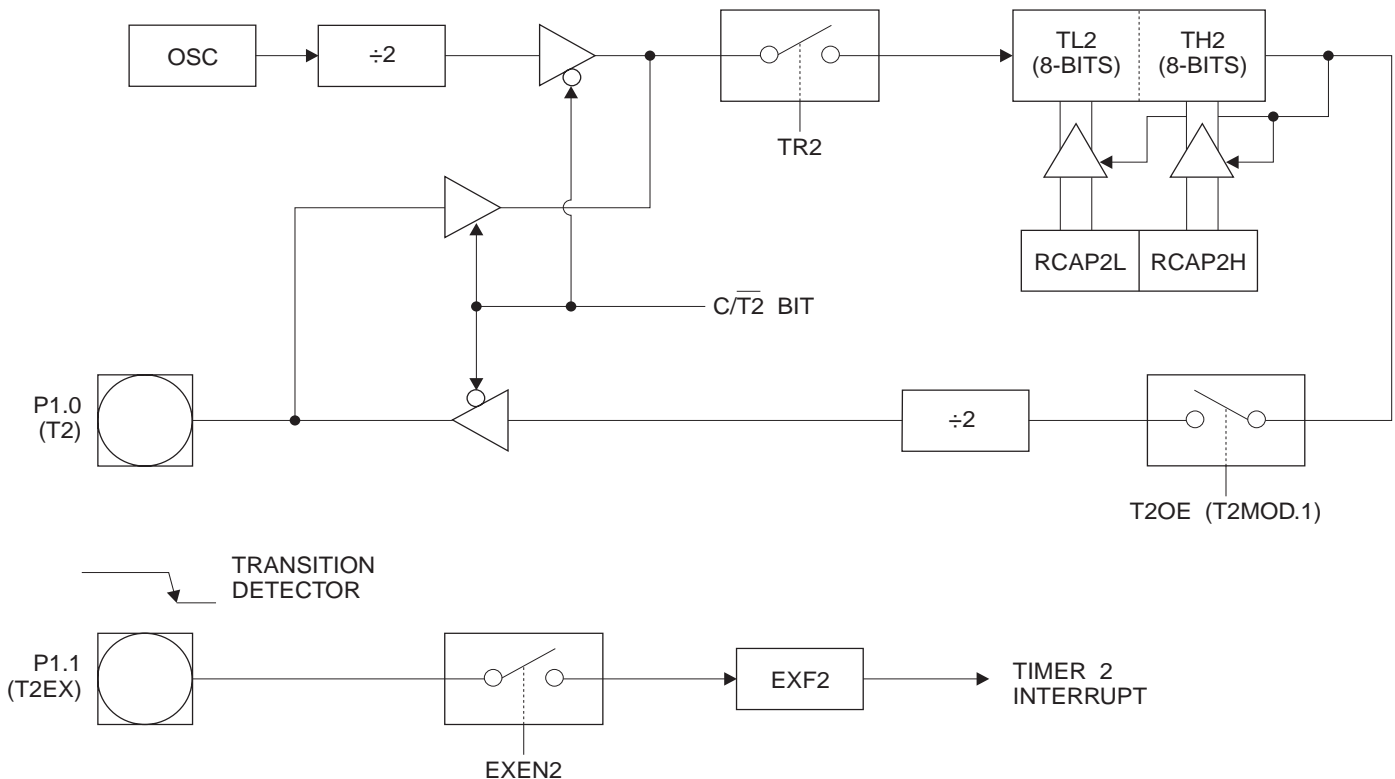 OSC
÷2
TR2
TL2
(8-BITS)
TH2
(8-BITS)
RCAP2L
RCAP2H
C/T2̅ BIT
P1.0
(T2)
÷2
T2OE (T2MOD.1)
TRANSITION
DETECTOR
P1.1
(T2EX)
EXEN2
EXF2
TIMER 2
INTERRUPT